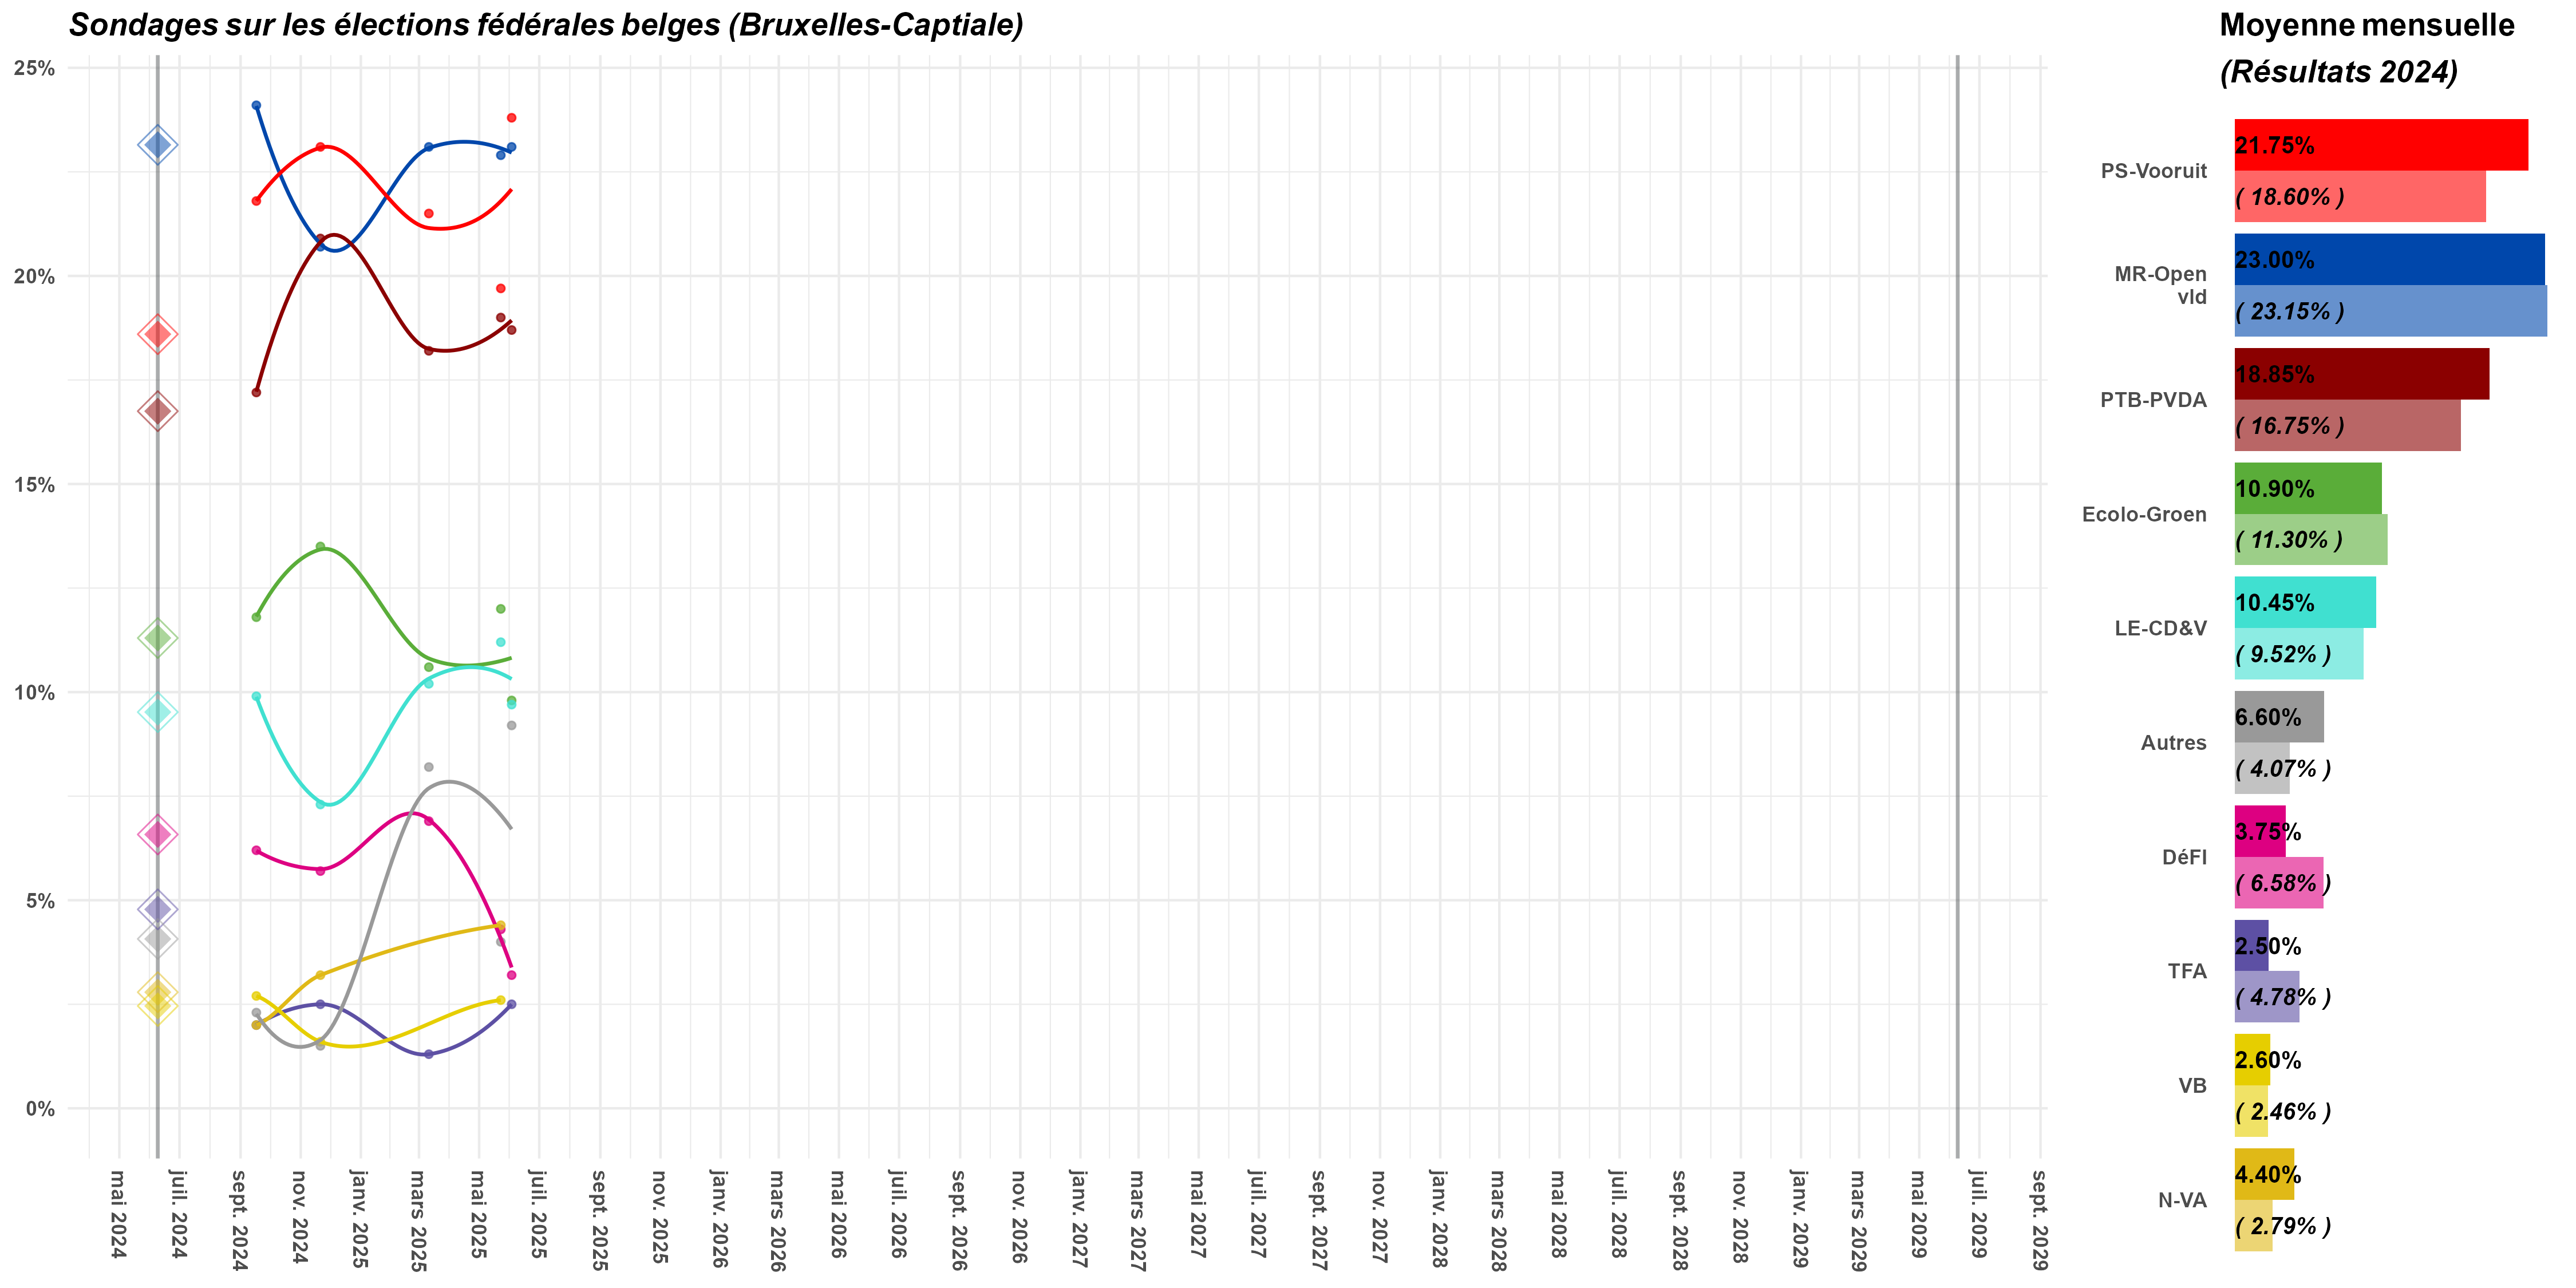 Sondages sur les élections fédérales belges (Bruxelles-Captiale)
25%
20%
15%
10%
5%
0%
mai 2024
juil. 2024
sept. 2024
nov. 2024
janv. 2025
mars 2025
mai 2025
juil. 2025
sept. 2025
nov. 2025
janv. 2026
mars 2026
mai 2026
juil. 2026
sept. 2026
nov. 2026
janv. 2027
mars 2027
mai 2027
juil. 2027
sept. 2027
nov. 2027
janv. 2028
mars 2028
mai 2028
juil. 2028
sept. 2028
nov. 2028
janv. 2029
mars 2029
mai 2029
juil. 2029
sept. 2029
Moyenne mensuelle
(Résultats 2024)
PS-Vooruit
21.75%
( 18.60% )
MR-Open
vld
23.00%
( 23.15% )
PTB-PVDA
18.85%
( 16.75% )
Ecolo-Groen
10.90%
( 11.30% )
LE-CD&V
10.45%
( 9.52% )
Autres
6.60%
( 4.07% )
DéFI
3.75%
( 6.58% )
TFA
2.50%
( 4.78% )
VB
2.60%
( 2.46% )
N-VA
4.40%
( 2.79% )